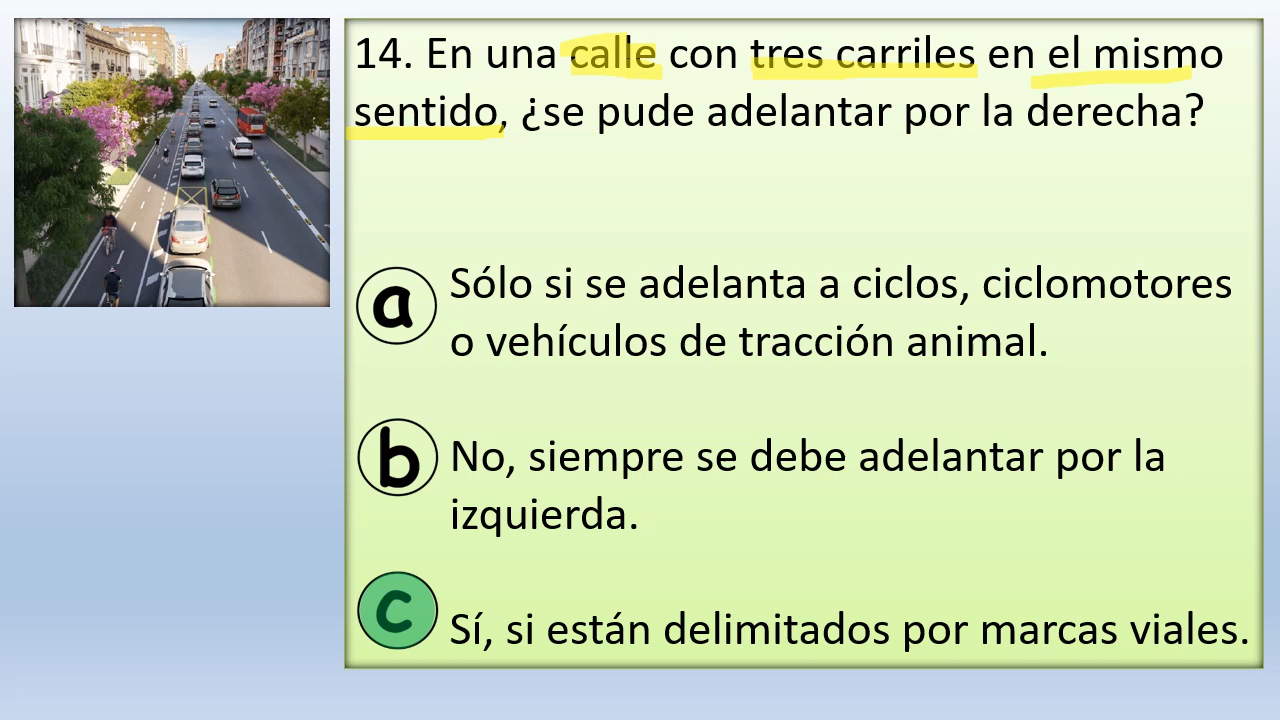 14. En una calle con tres carriles en el mismo
sentido, ¿se pude adelantar por la derecha?
a
Sólo si se adelanta a ciclos, ciclomotores
o vehículos de tracción animal.
b
No, siempre se debe adelantar por la
izquierda.
c
Sí, si están delimitados por marcas viales.